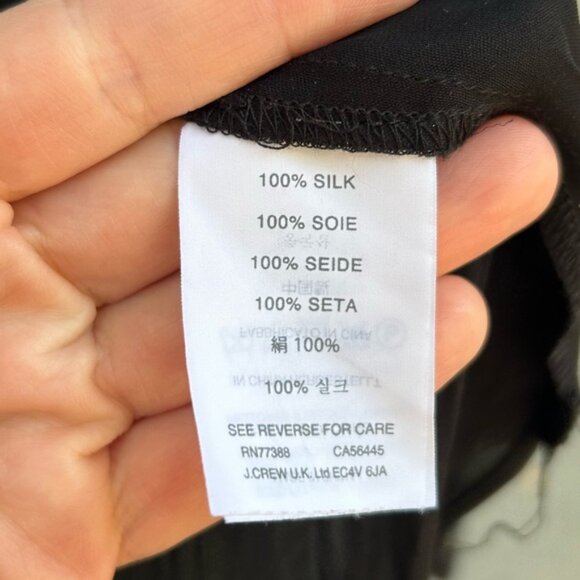 100% SILK
100% SOIE
100% SEIDE
100% SETA
絹 100%
100% 실크
SEE REVERSE FOR CARE
RN77388 CA56445
J.CREW U.K. Ltd EC4V 6JA